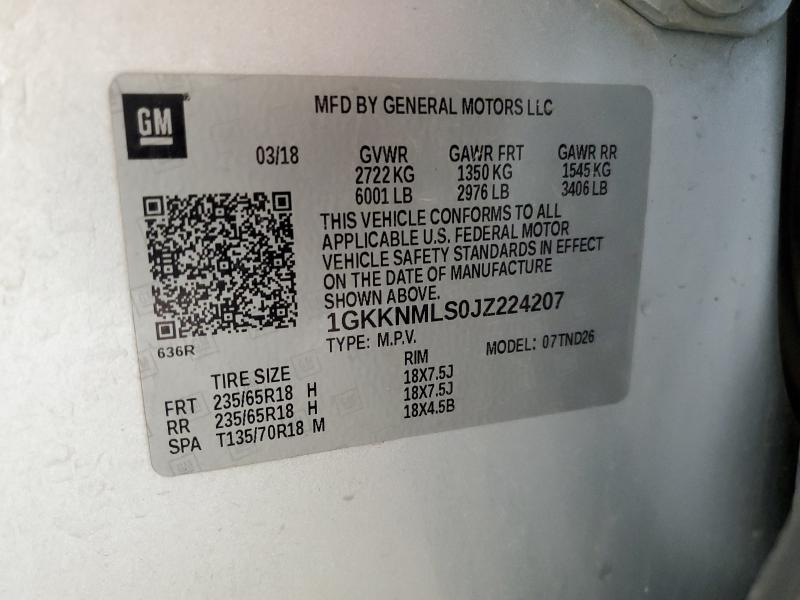 GM
MFD BY GENERAL MOTORS LLC
03/18 GVWR GAWR FRT GAWR RR
2722 KG 1350 KG 1545 KG
6001 LB 2976 LB 3406 LB
THIS VEHICLE CONFORMS TO ALL
APPLICABLE U.S. FEDERAL MOTOR
VEHICLE SAFETY STANDARDS IN EFFECT
ON THE DATE OF MANUFACTURE
SHOWN ABOVE.
1GKKNMLS0JZ224207
636R
TYPE: M.P.V. MODEL: 07TND26
TIRE SIZE RIM
FRT 235/65R18 H 18X7.5J
RR 235/65R18 H 18X7.5J
SPA T135/70R18 M 18X4.5B